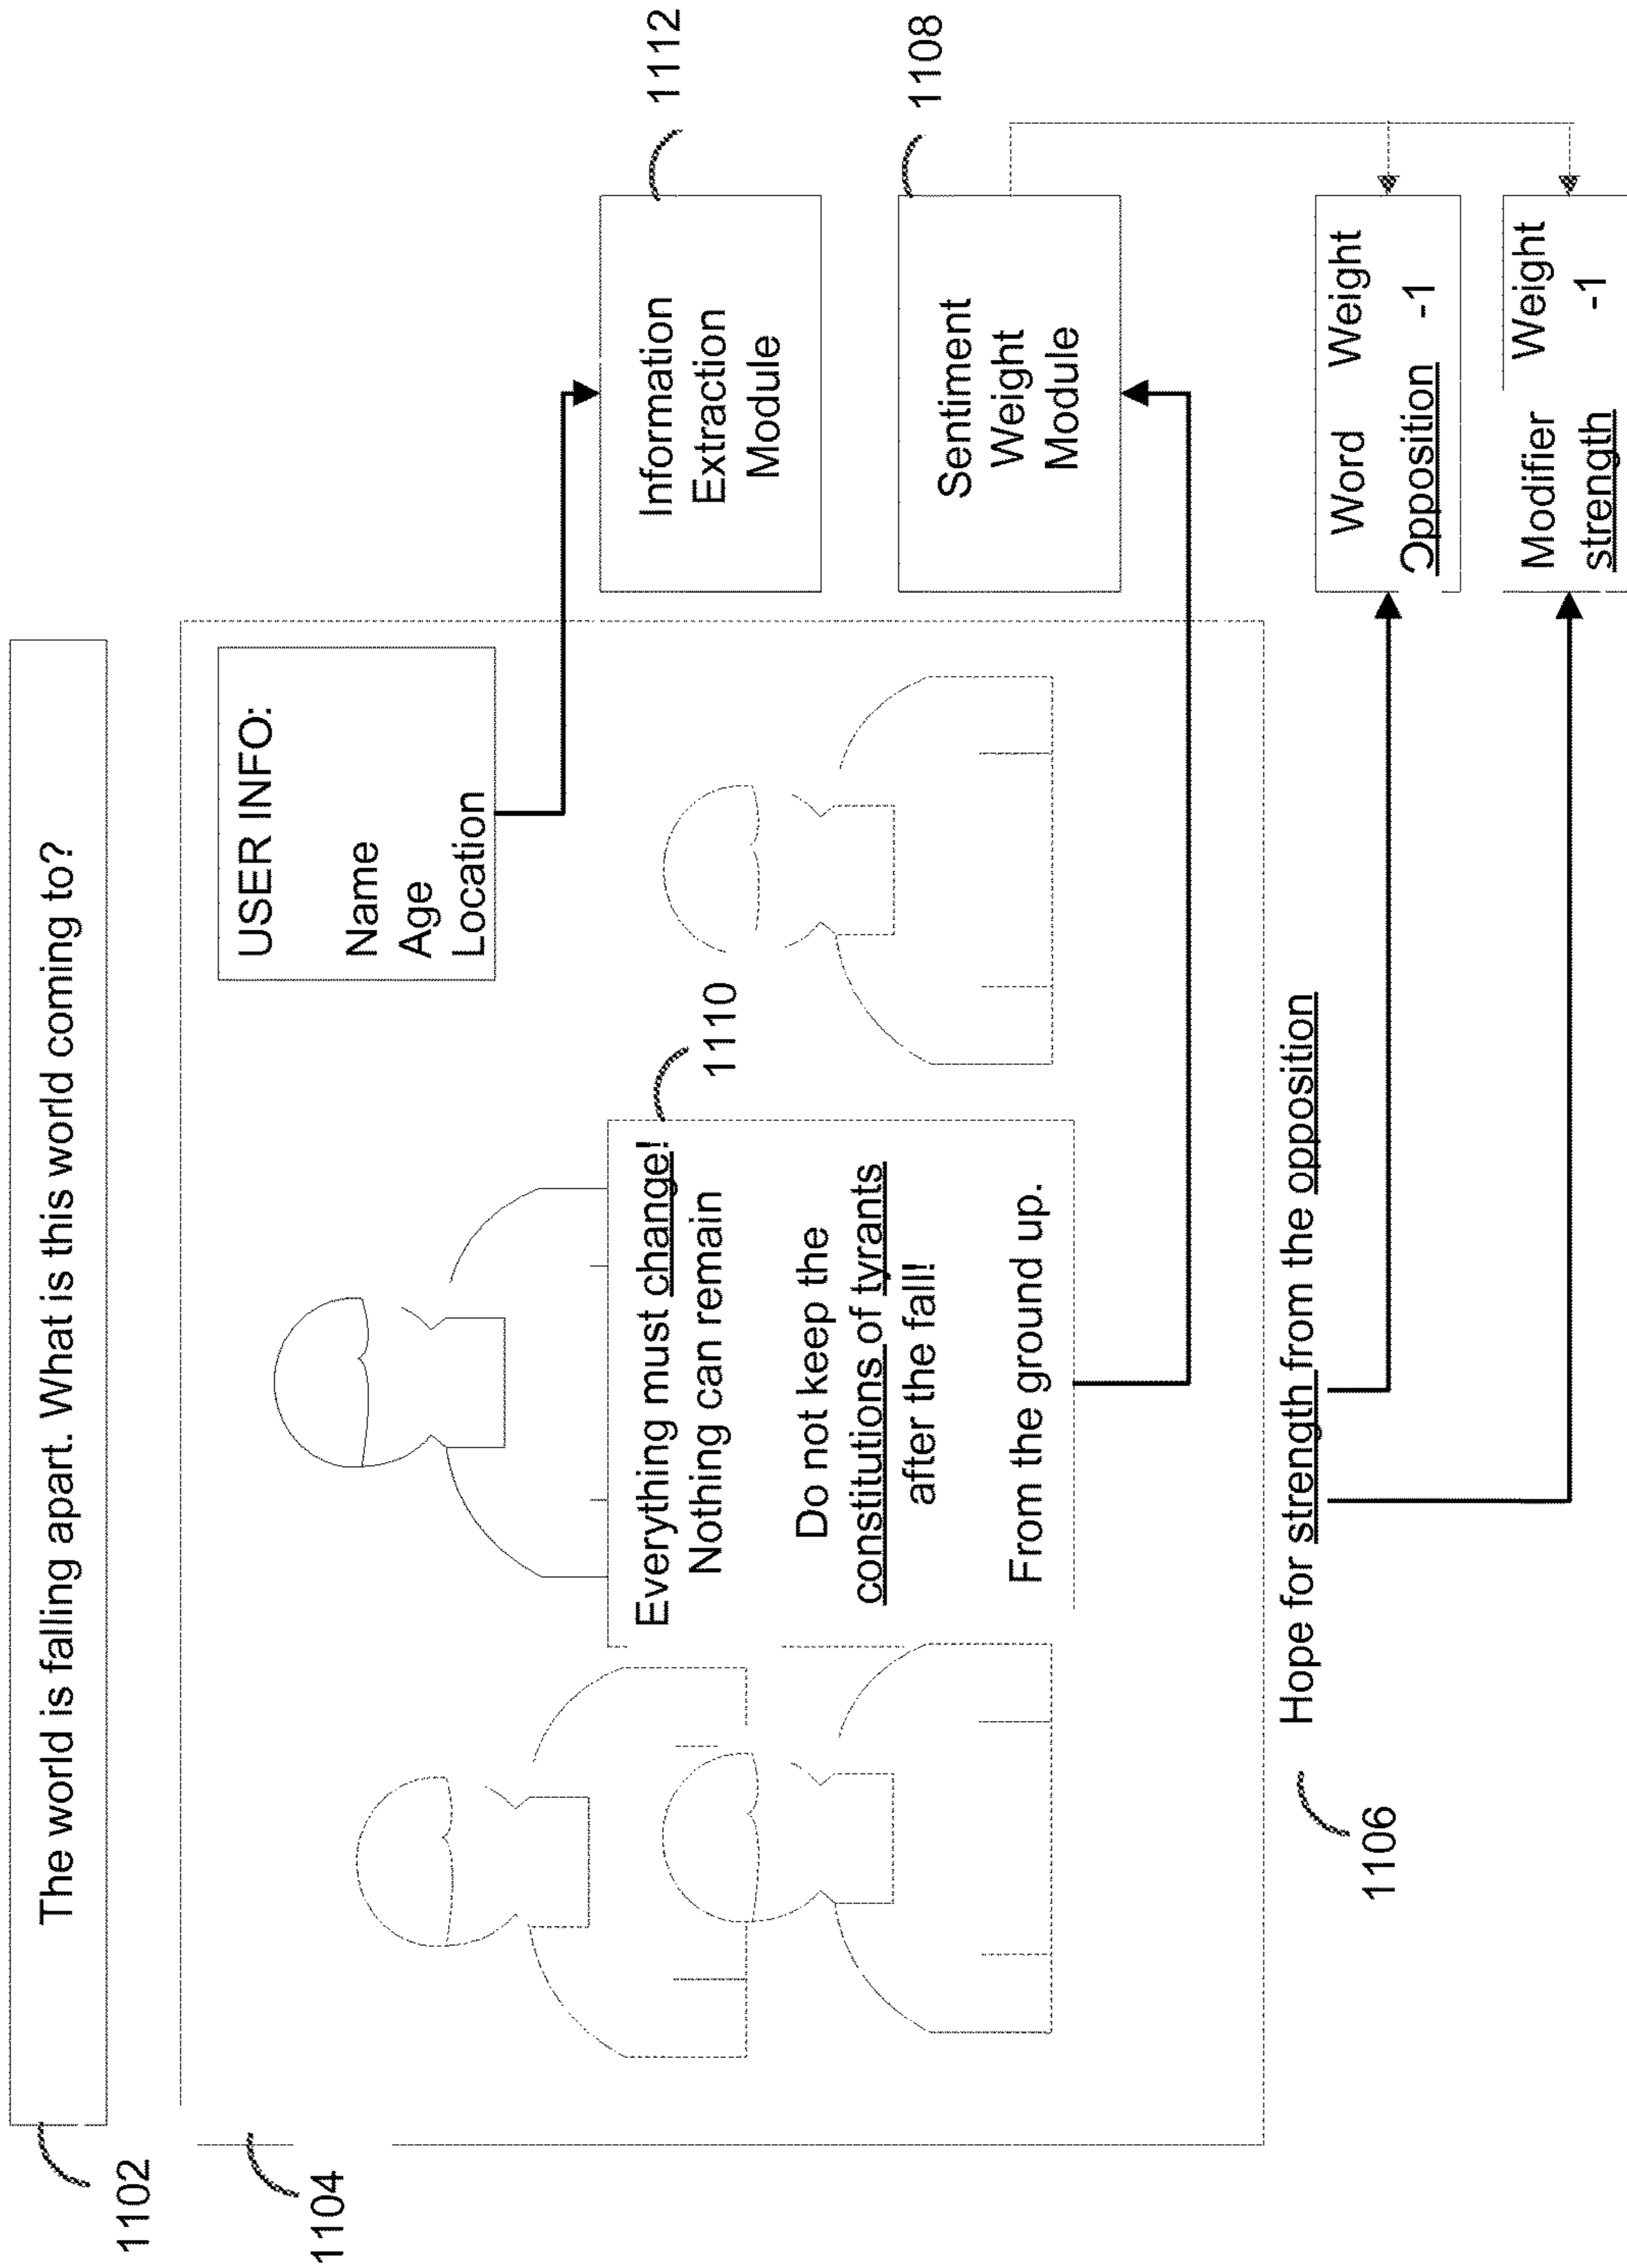 The world is falling apart. What is this world coming to?
1102
1104
USER INFO:
Name
Age
Location
Everything must change!
Nothing can remain
Do not keep the
constitutions of tyrants
after the fall!
From the ground up.
1110
Hope for strength from the opposition
1106
Information
Extraction
Module
1112
Sentiment
Weight
Module
1108
Word Weight
Opposition -1
Modifier Weight
strength -1